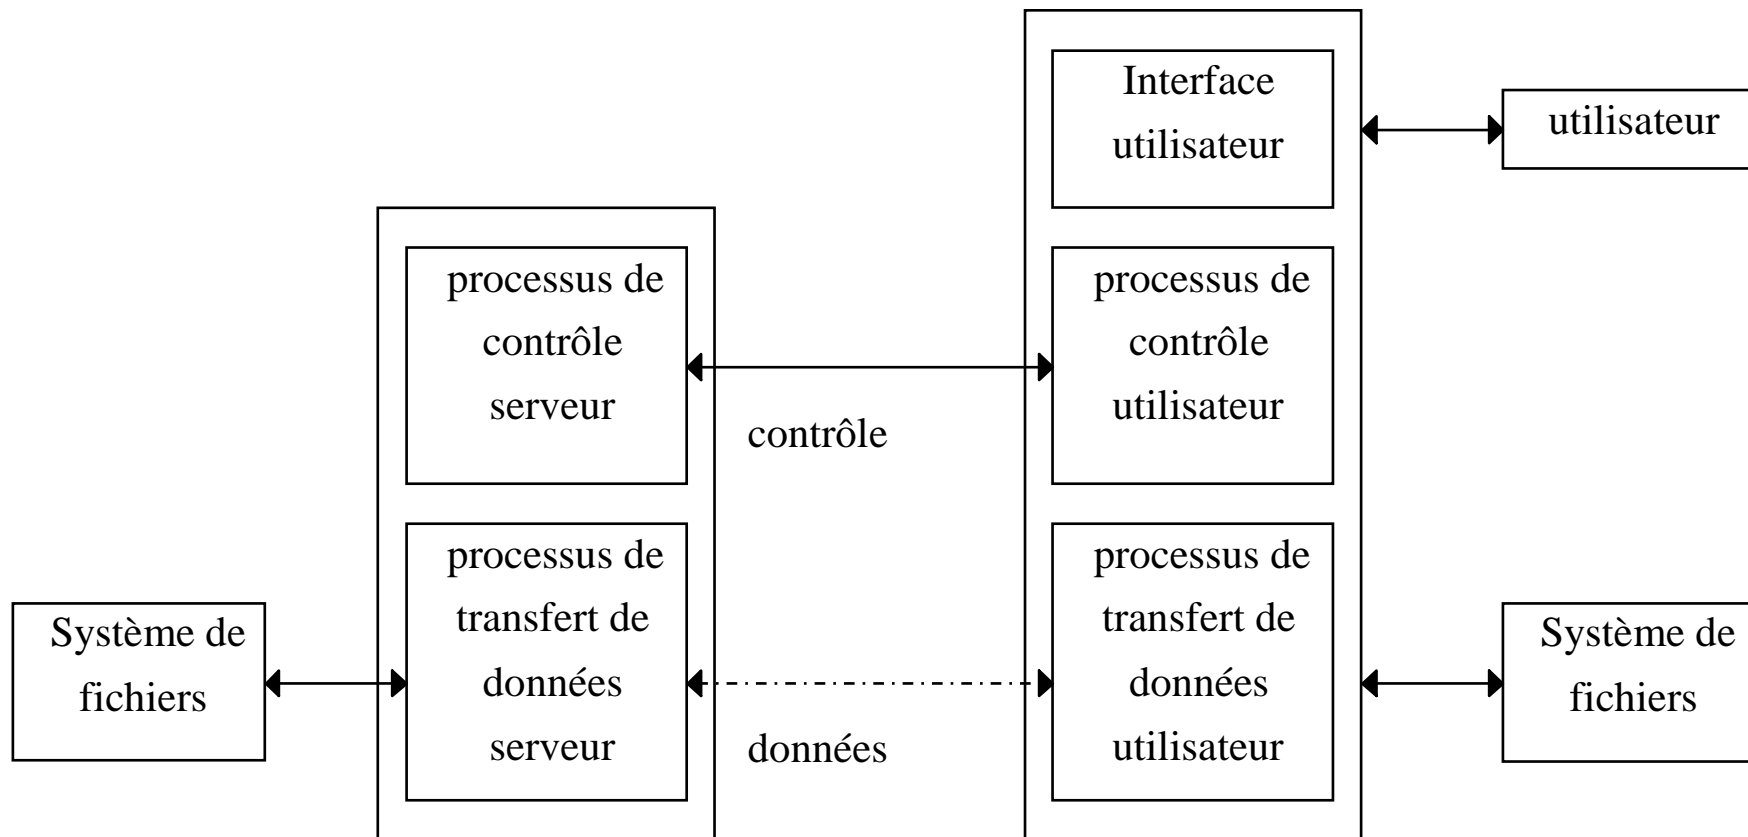 Interface
utilisateur
utilisateur
processus de
contrôle
serveur
processus de
contrôle
utilisateur
contrôle
Système de
fichiers
processus de
transfert de
données
serveur
données
processus de
transfert de
données
utilisateur
Système de
fichiers